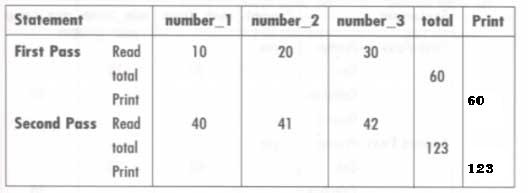 Statement number_1 number_2 number_3 total Print
First Pass Read 10 20 30
total 60
Print 60
Second Pass Read 40 41 42
total 123
Print 123